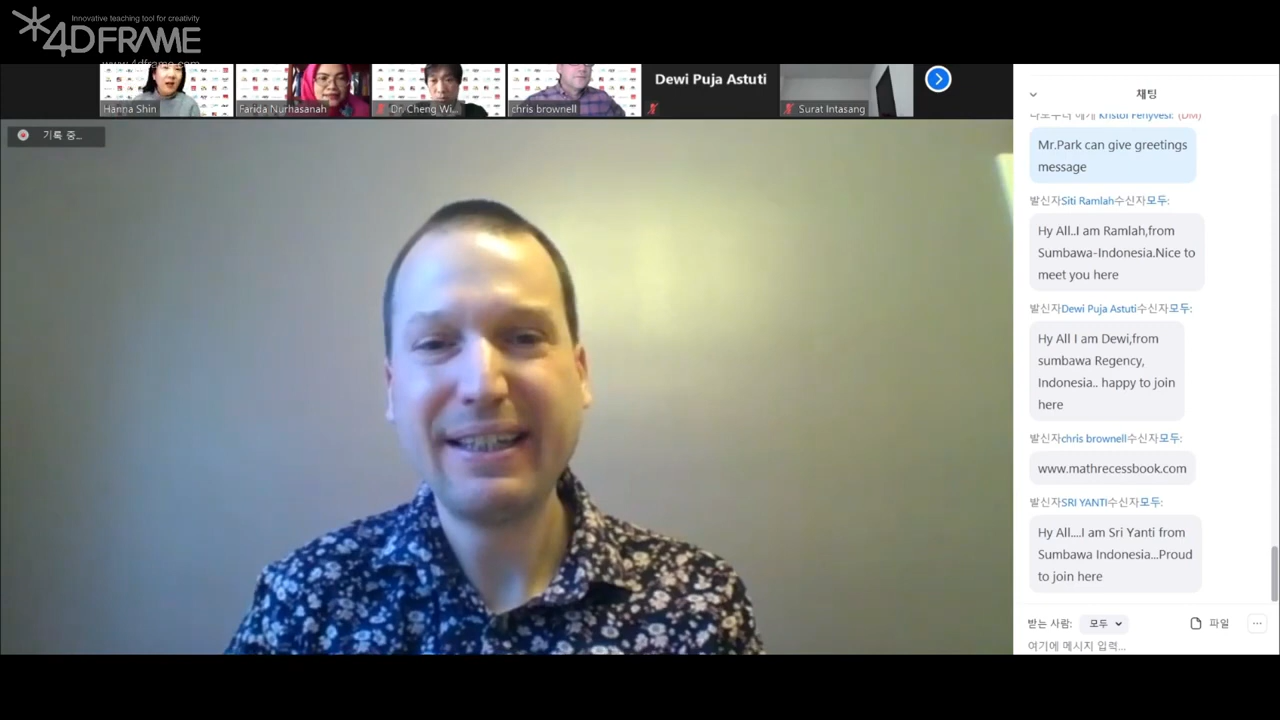 Innovative teaching tool for creativity
4DFRAME
www.4dframe.com
Hanna Shin
Farida Nurhasanah
Dr. Cheng Wi...
chris brownell
Dewi Puja Astuti
Surat Intasang
기록 중...
채팅
Kristof Fenyvesi: (DM)
Mr.Park can give greetings
message
발신자Siti Ramlah수신자모두:
Hy All..I am Ramlah,from
Sumbawa-Indonesia.Nice to
meet you here
발신자Dewi Puja Astuti수신자모두:
Hy All I am Dewi,from
sumbawa Regency,
Indonesia.. happy to join
here
발신자chris brownell수신자모두:
www.mathrecessbook.com
발신자SRI YANTI수신자모두:
Hy All....I am Sri Yanti from
Sumbawa Indonesia...Proud
to join here
받는 사람: 모두 파일
여기에 메시지 입력...